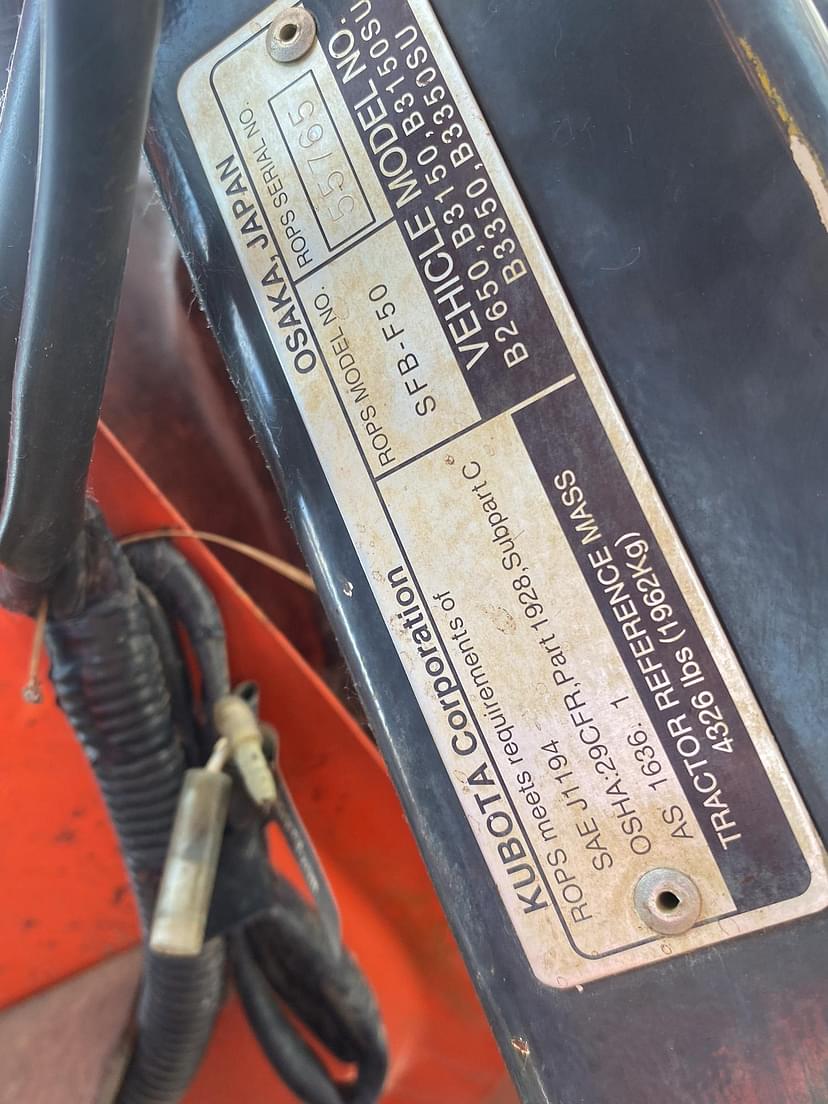 KUBOTA Corporation OSAKA, JAPAN
ROPS meets requirements of
SAE J1194
OSHA:29CFR,Part 1928,Subpart C
AS 1636. 1
TRACTOR REFERENCE MASS
4326 lbs (1962Kg)
ROPS MODEL NO.
SFB-F50
ROPS SERIAL NO.
55765
VEHICLE MODEL NO.
B2650, B3150, B3150SU
B3350, B3350SU